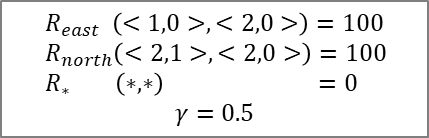 R_east (<1,0>,<2,0>) = 100
R_north(<2,1>,<2,0>) = 100
R_* (*,*) = 0
γ = 0.5